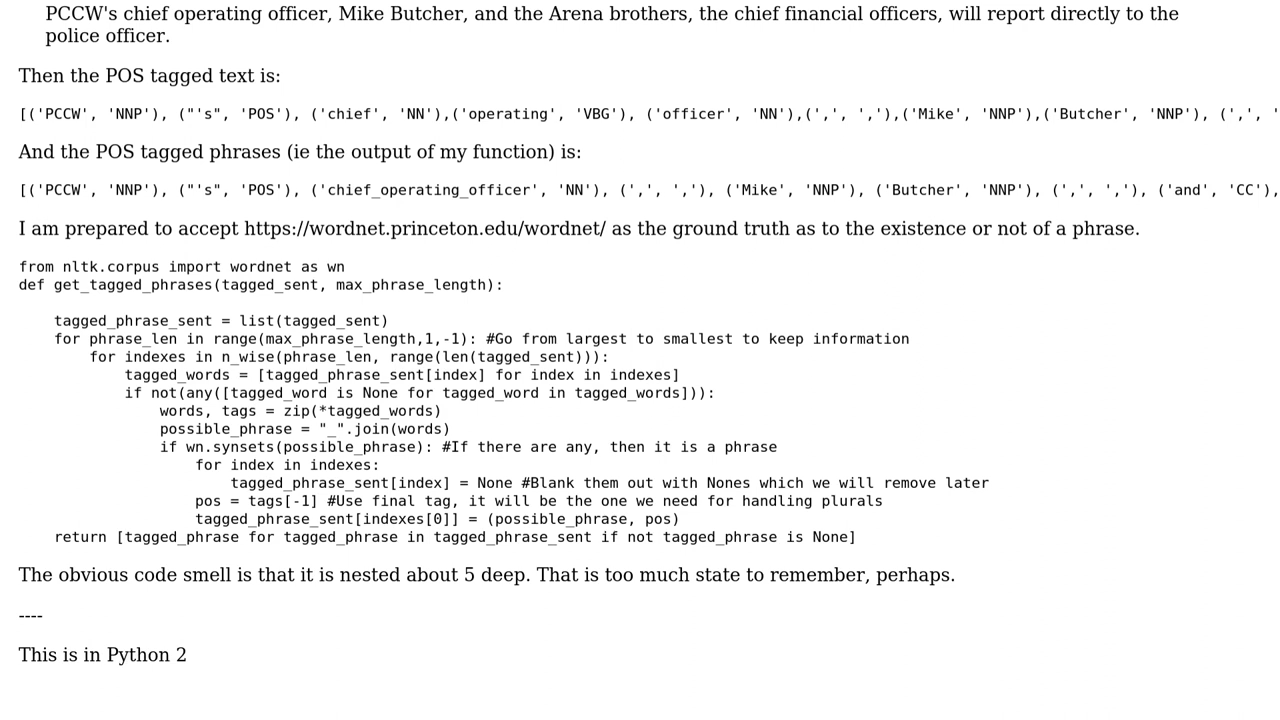 PCCW's chief operating officer, Mike Butcher, and the Arena brothers, the chief financial officers, will report directly to the
police officer.
Then the POS tagged text is:
[('PCCW', 'NNP'), ("'s", 'POS'), ('chief', 'NN'),('operating', 'VBG'), ('officer', 'NN'),(',', ','),('Mike', 'NNP'),('Butcher', 'NNP'), (',', '
And the POS tagged phrases (ie the output of my function) is:
[('PCCW', 'NNP'), ("'s", 'POS'), ('chief_operating_officer', 'NN'), (',', ','), ('Mike', 'NNP'), ('Butcher', 'NNP'), (',', ','), ('and', 'CC'),
I am prepared to accept https://wordnet.princeton.edu/wordnet/ as the ground truth as to the existence or not of a phrase.
from nltk.corpus import wordnet as wn
def get_tagged_phrases(tagged_sent, max_phrase_length):
    tagged_phrase_sent = list(tagged_sent)
    for phrase_len in range(max_phrase_length,1,-1): #Go from largest to smallest to keep information
        for indexes in n_wise(phrase_len, range(len(tagged_sent))):
            tagged_words = [tagged_phrase_sent[index] for index in indexes]
            if not(any([tagged_word is None for tagged_word in tagged_words])):
                words, tags = zip(*tagged_words)
                possible_phrase = "_".join(words)
                if wn.synsets(possible_phrase): #If there are any, then it is a phrase
                    for index in indexes:
                        tagged_phrase_sent[index] = None #Blank them out with Nones which we will remove later
                    pos = tags[-1] #Use final tag, it will be the one we need for handling plurals
                    tagged_phrase_sent[indexes[0]] = (possible_phrase, pos)
    return [tagged_phrase for tagged_phrase in tagged_phrase_sent if not tagged_phrase is None]
The obvious code smell is that it is nested about 5 deep. That is too much state to remember, perhaps.
----
This is in Python 2